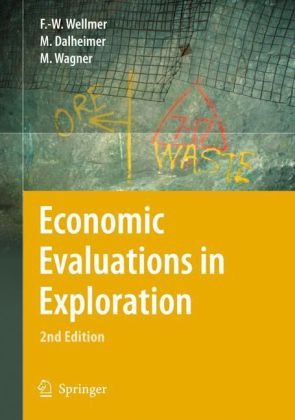 F.-W. Wellmer
M. Dalheimer
M. Wagner
ORE
WASTE
Economic
Evaluations in
Exploration
2nd Edition
Springer